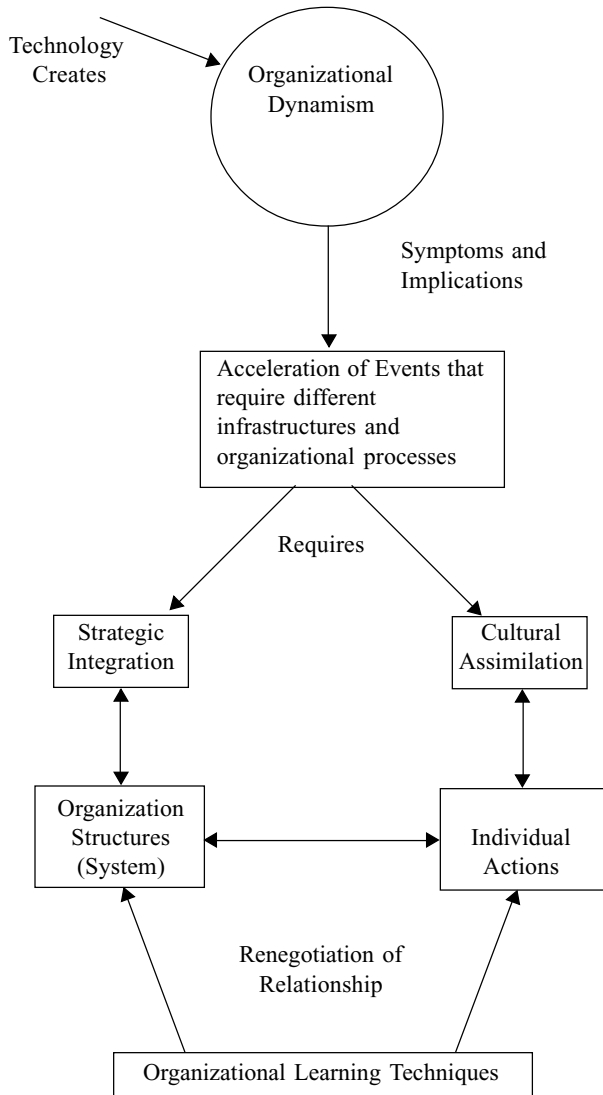 Technology
Creates
Organizational
Dynamism
Symptoms and
Implications
Acceleration of Events that
require different
infrastructures and
organizational processes
Requires
Strategic
Integration
Cultural
Assimilation
Organization
Structures
(System)
Individual
Actions
Renegotiation of
Relationship
Organizational Learning Techniques